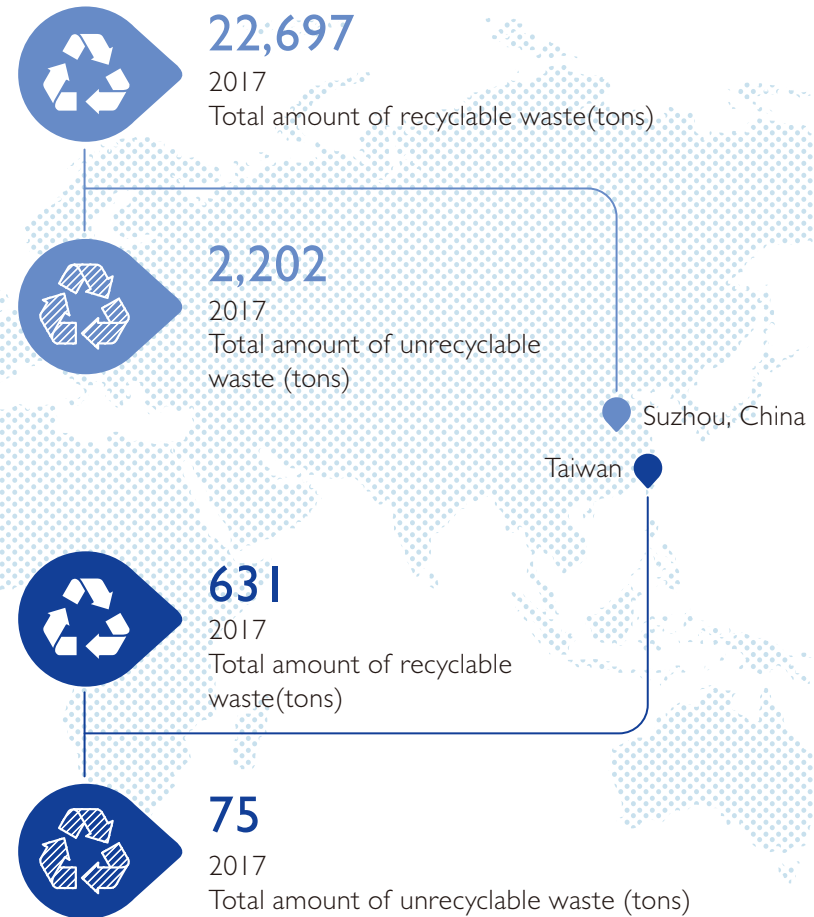 22,697
2017
Total amount of recyclable waste(tons)
2,202
2017
Total amount of unrecyclable
waste (tons)
Suzhou, China
Taiwan
631
2017
Total amount of recyclable
waste(tons)
75
2017
Total amount of unrecyclable waste (tons)